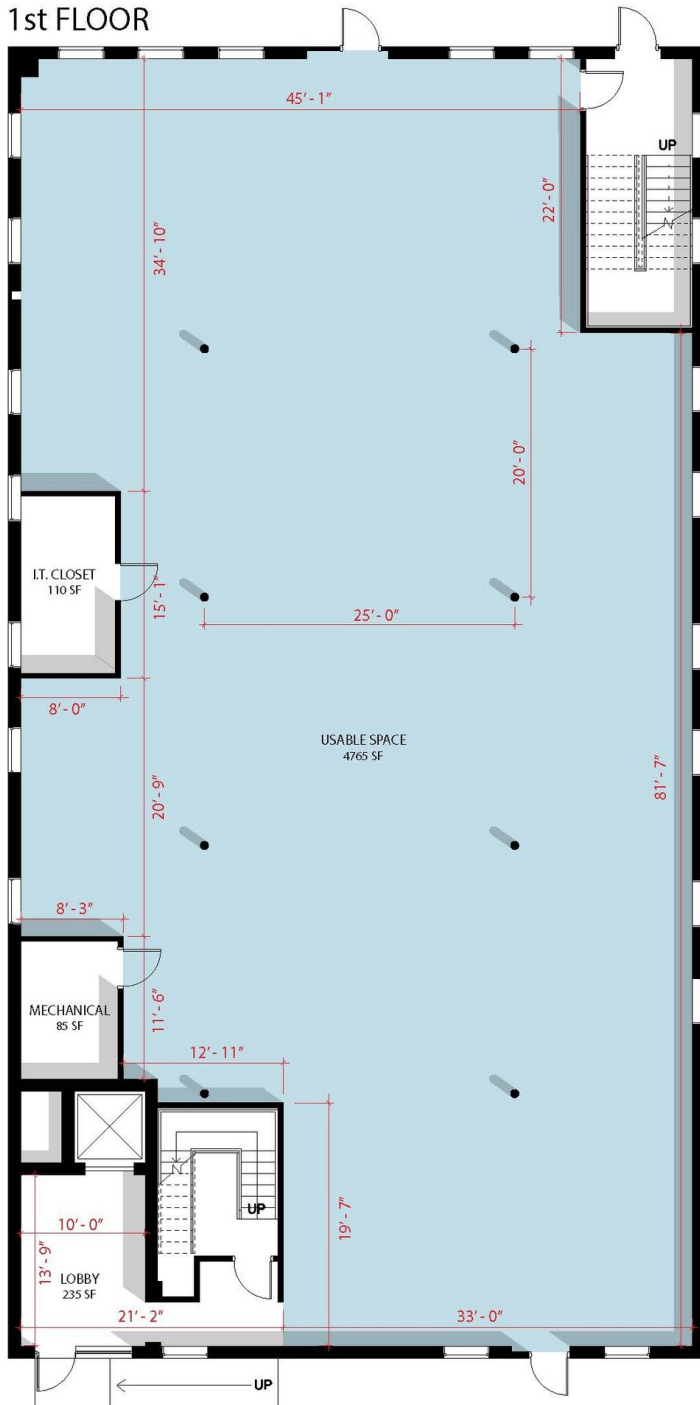 1st FLOOR
45'- 1"
UP
22'- 0"
34'- 10"
20'- 0"
I.T. CLOSET
110 SF
15'- 1"
25'- 0"
8'- 0"
USABLE SPACE
4765 SF
81'- 7"
20'- 9"
8'- 3"
MECHANICAL
85 SF
11'- 6"
12'- 11"
N
UP
19'- 7"
10'- 0"
13'- 9"
LOBBY
235 SF
21'- 2"
33'- 0"
UP